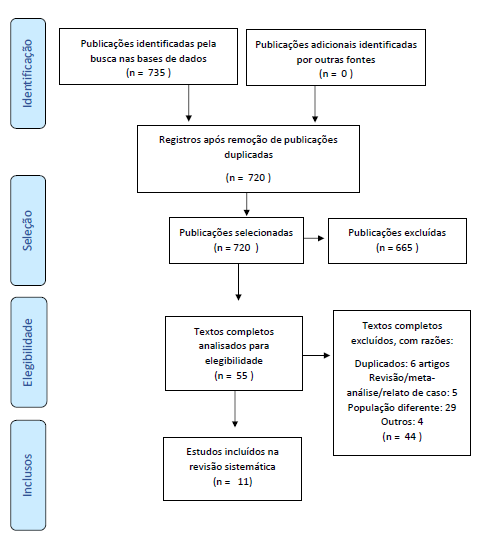 Identificação
Publicações identificadas pela
busca nas bases de dados
(n = 735 )
Publicações adicionais identificadas
por outras fontes
(n = 0 )
Registros após remoção de publicações
duplicadas
(n = 720 )
Seleção
Publicações selecionadas
(n = 720 )
Publicações excluídas
(n = 665 )
Elegibilidade
Textos completos
analisados para
elegibilidade
(n = 55 )
Textos completos
excluídos, com razões:
Duplicados: 6 artigos
Revisão/meta-
análise/relato de caso: 5
População diferente: 29
Outros: 4
(n = 44 )
Inclusos
Estudos incluídos na
revisão sistemática
(n = 11)